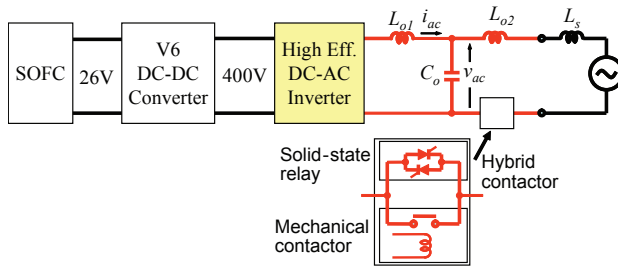 SOFC
26V
V6
DC-DC
Converter
400V
High Eff.
DC-AC
Inverter
Lo1
iac
Lo2
Ls
Co
vac
Solid-state
relay
Hybrid
contactor
Mechanical
contactor